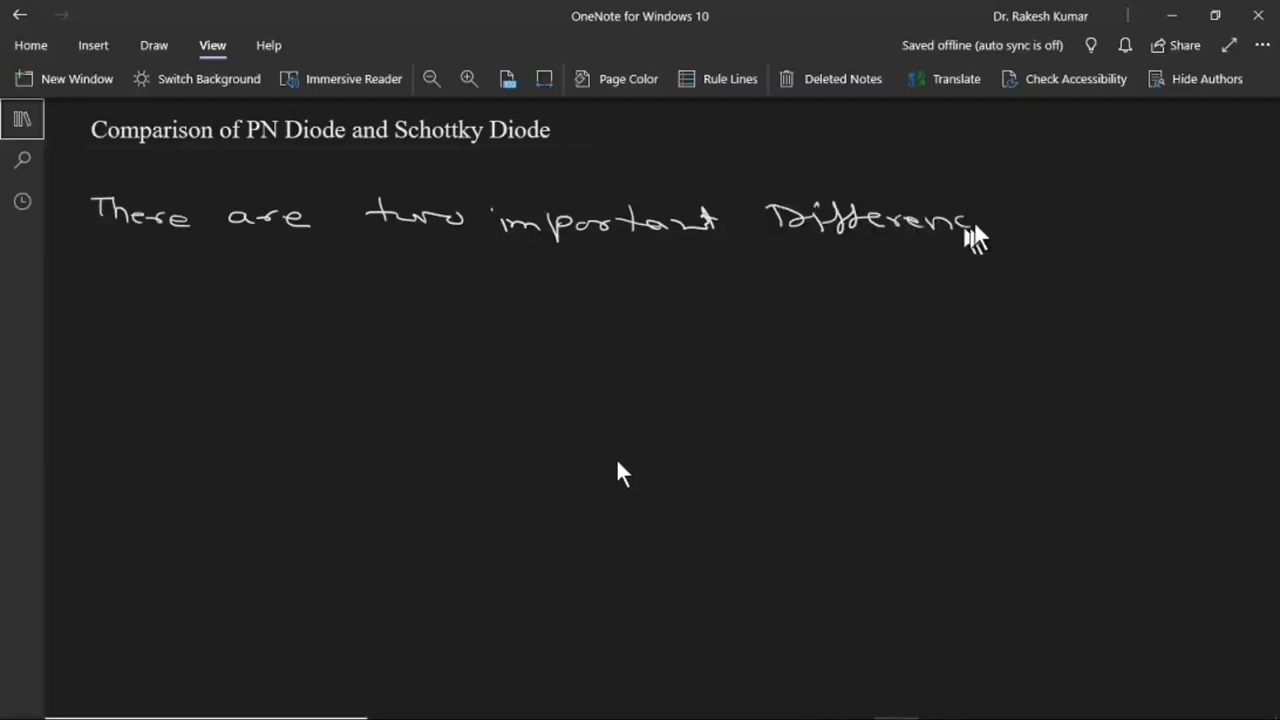 OneNote for Windows 10
Dr. Rakesh Kumar
Home Insert Draw View Help
Saved offline (auto sync is off) Share
New Window Switch Background Immersive Reader Page Color Rule Lines Deleted Notes Translate Check Accessibility Hide Authors
Comparison of PN Diode and Schottky Diode
There are two important Differenc